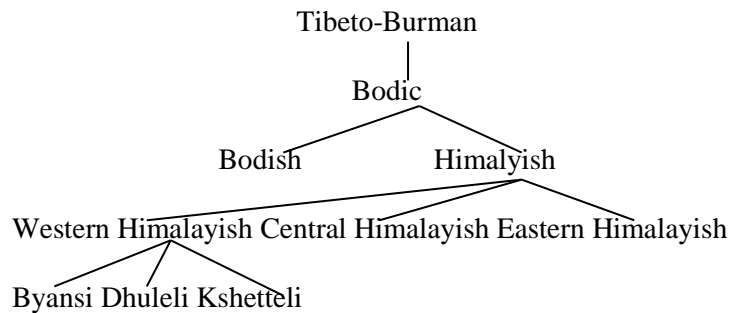 Tibeto-Burman
Bodic
Bodish Himalyish
Western Himalayish Central Himalayish Eastern Himalayish
Byansi Dhuleli Kshetteli